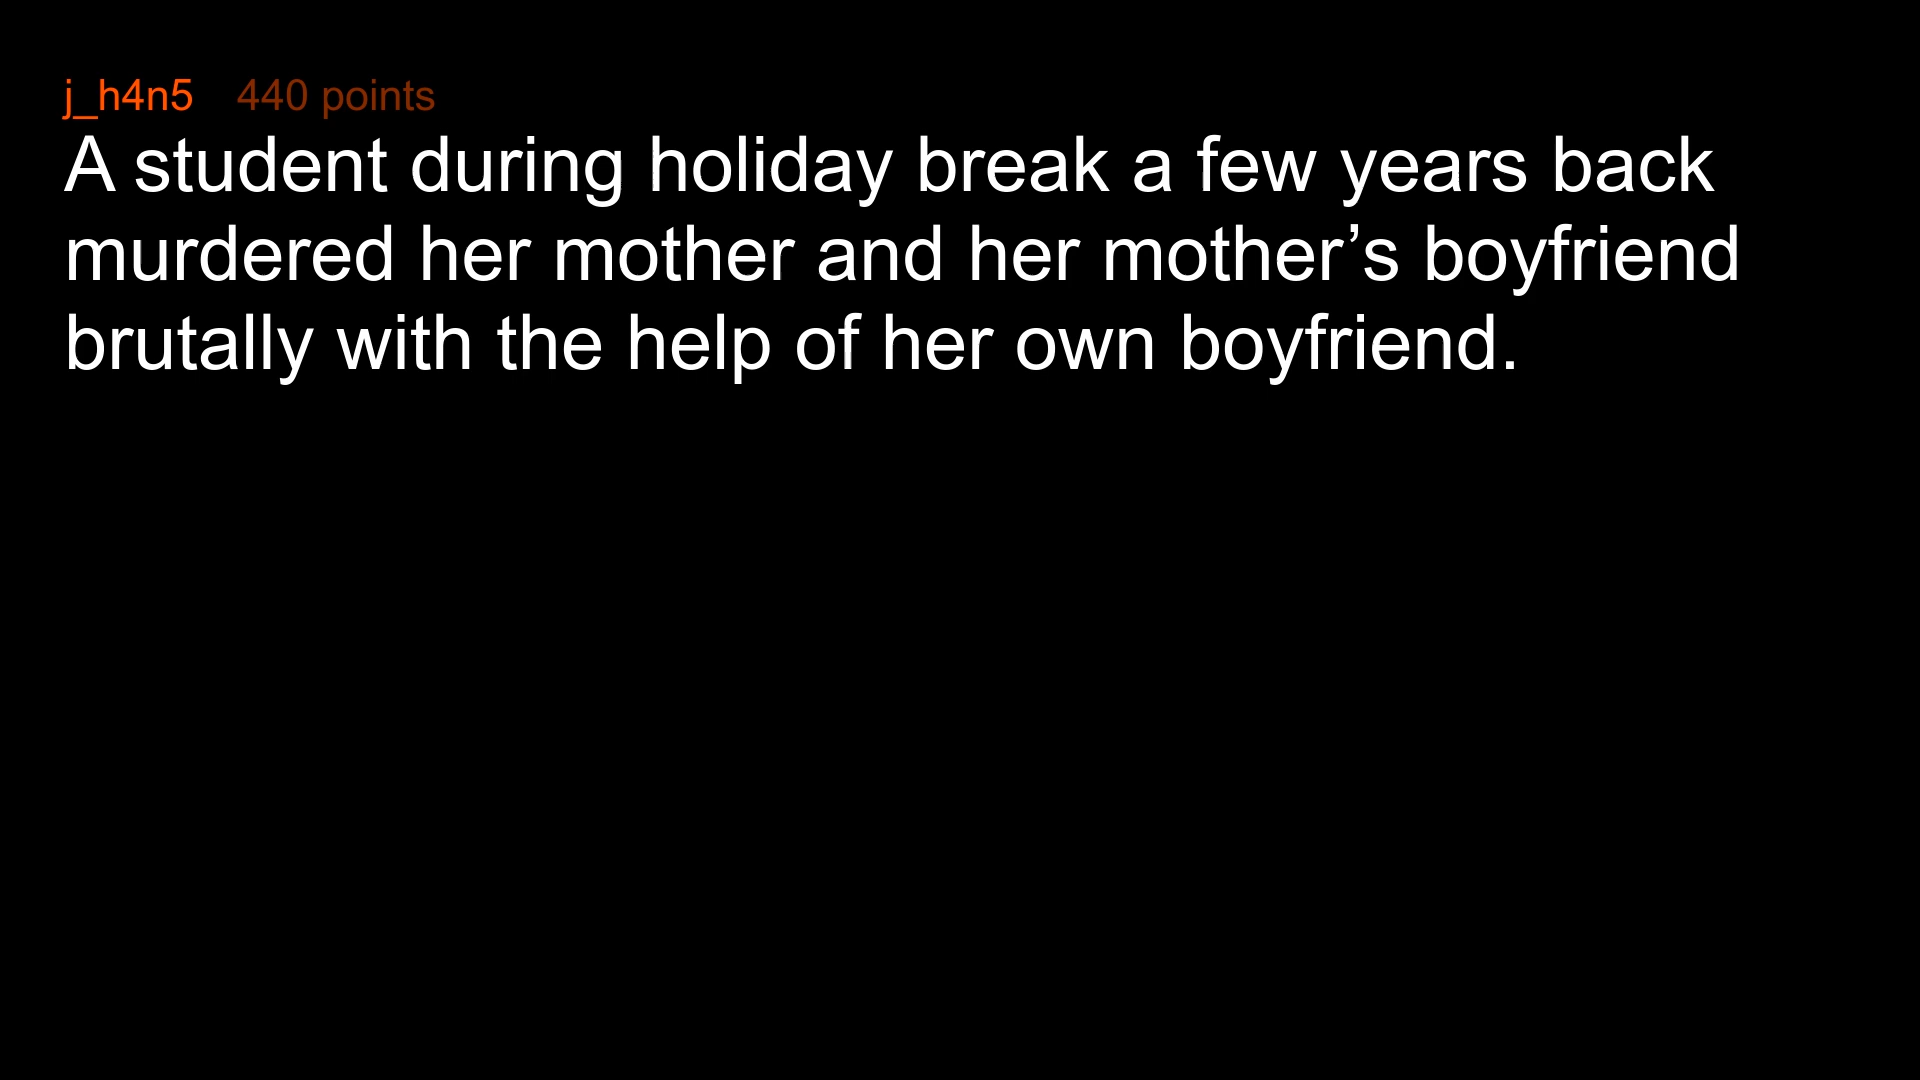 j_h4n5 440 points
A student during holiday break a few years back
murdered her mother and her mother’s boyfriend
brutally with the help of her own boyfriend.